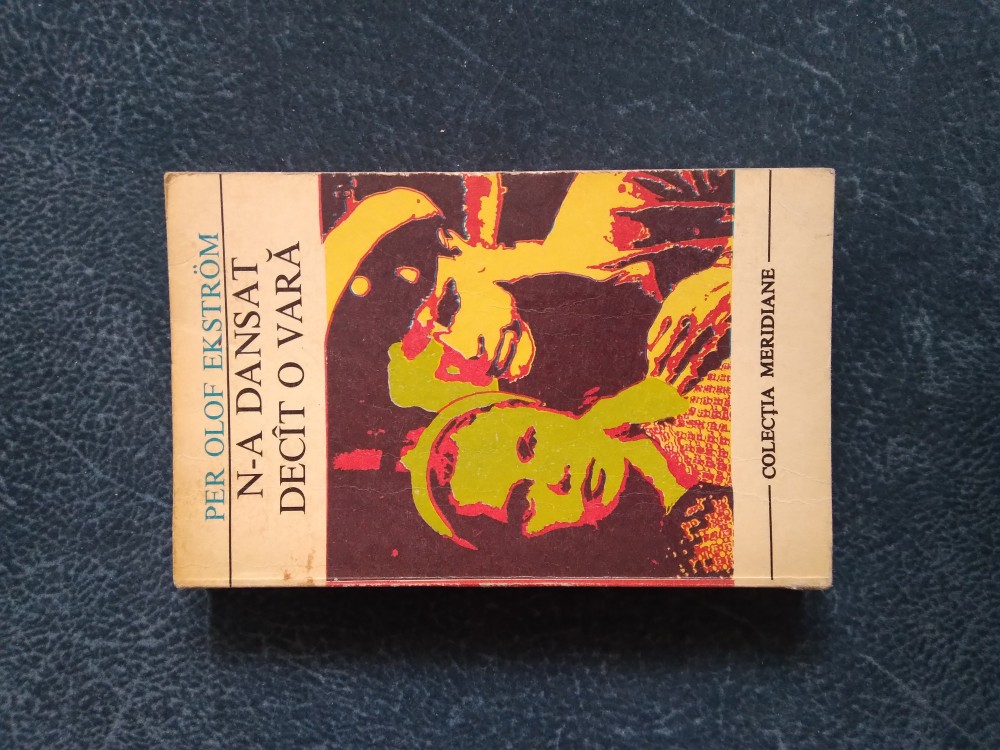 PER OLOF EKSTRÖM
N-A DANSAT
DECÎT O VARĂ
COLECȚIA MERIDIANE